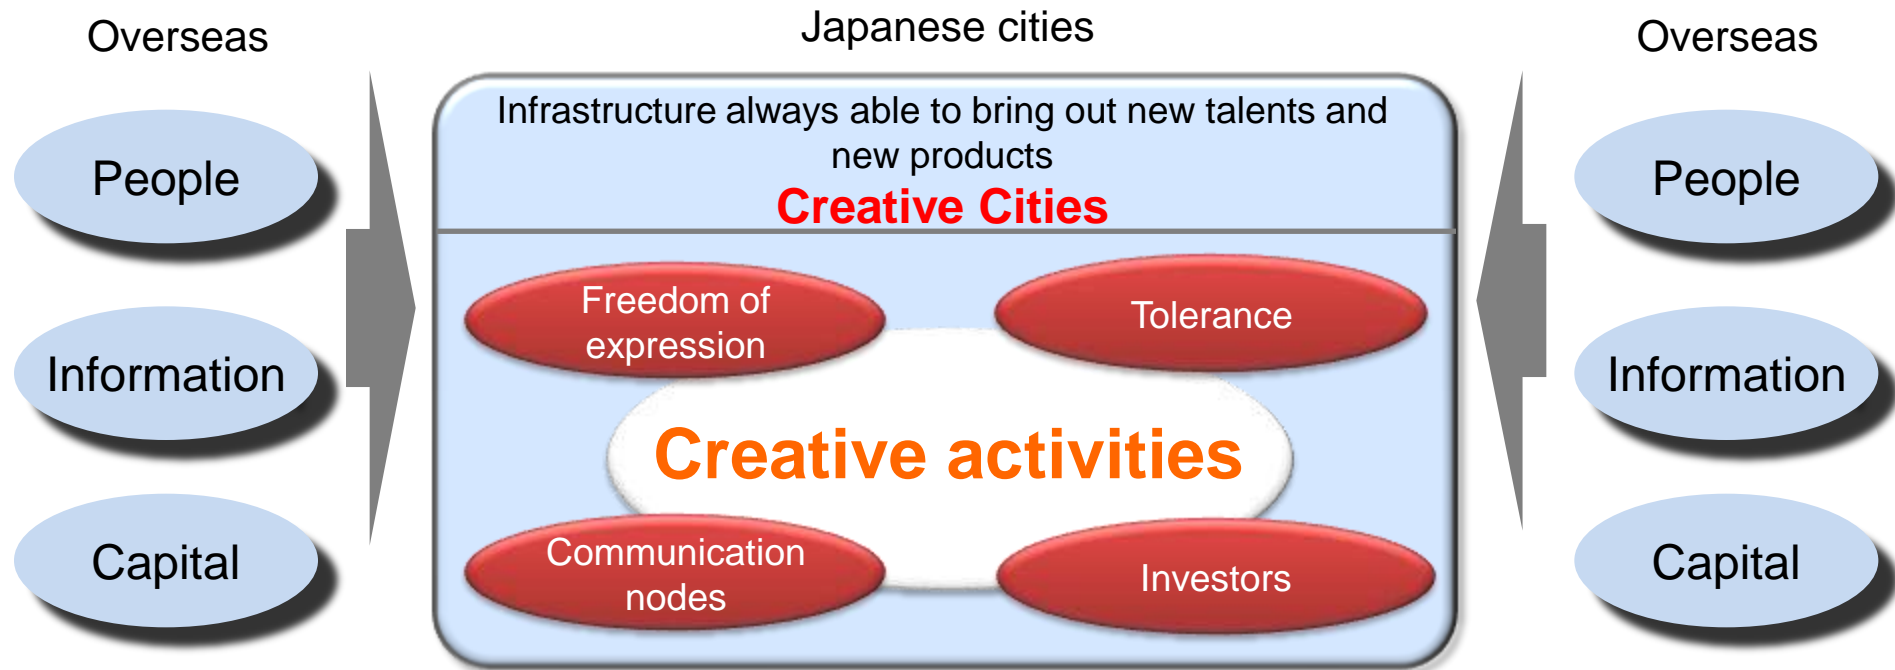 Overseas
Japanese cities
Overseas
Infrastructure always able to bring out new talents and
new products
Creative Cities
People
Information
Capital
Freedom of
expression
Tolerance
Creative activities
Communication
nodes
Investors
People
Information
Capital